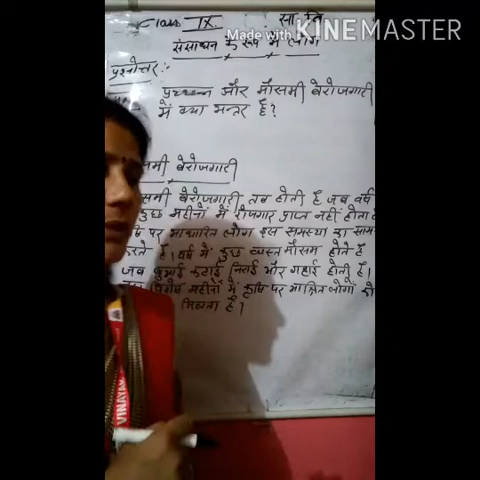 Made with KINEMASTER
Class IX
संसाधन के रूप में लोग
प्रश्नोत्तर :-
प्रच्छन्न और मौसमी बेरोजगारी
में क्या अन्तर है?
बेरोजगारी
बेरोजगारी तब होती है जब वर्ष
कुछ महीनों में रोजगार प्राप्त नहीं होता
पर आधारित लोग इस समस्या का
करते है। वर्ष में कुछ व्यस्त मौसम होते है
जब बुआई कटाई निराई और गहाई होती है।
विशेष महीनों में कृषि पर आश्रित लोगों को
मिलता है?
VINAYAK